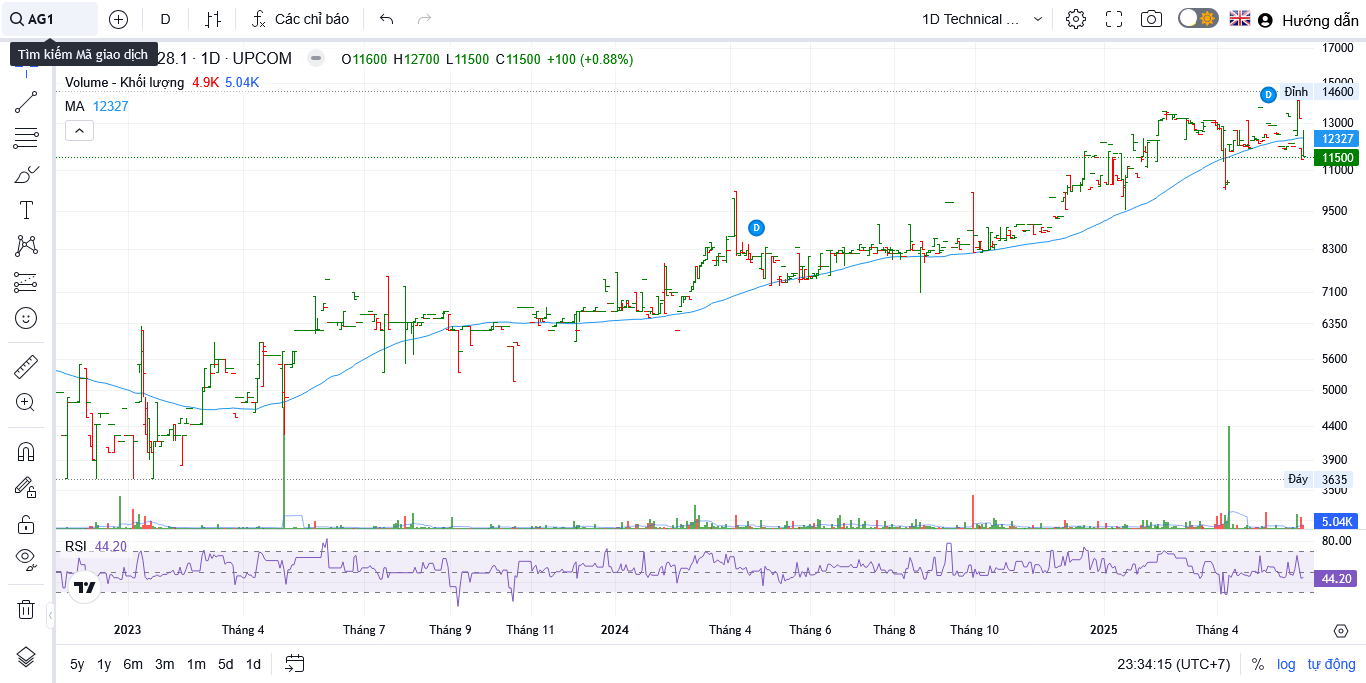 AG1
D
Các chỉ báo
1D Technical ...
Hướng dẫn
Tìm kiếm Mã giao dịch
28.1 · 1D · UPCOM
O11600 H12700 L11500 C11500 +100 (+0.88%)
Volume - Khối lượng 4.9K 5.04K
MA 12327
17000
15000
D
Đỉnh 14600
13000
12327
11500
11000
9500
D
8300
7100
6350
5600
5000
4400
3900
Đáy 3635
3500
5.04K
RSI 44.20
80.00
44.20
2023 Tháng 4 Tháng 7 Tháng 9 Tháng 11 2024 Tháng 4 Tháng 6 Tháng 8 Tháng 10 2025 Tháng 4
5y 1y 6m 3m 1m 5d 1d
23:34:15 (UTC+7) % log tự động